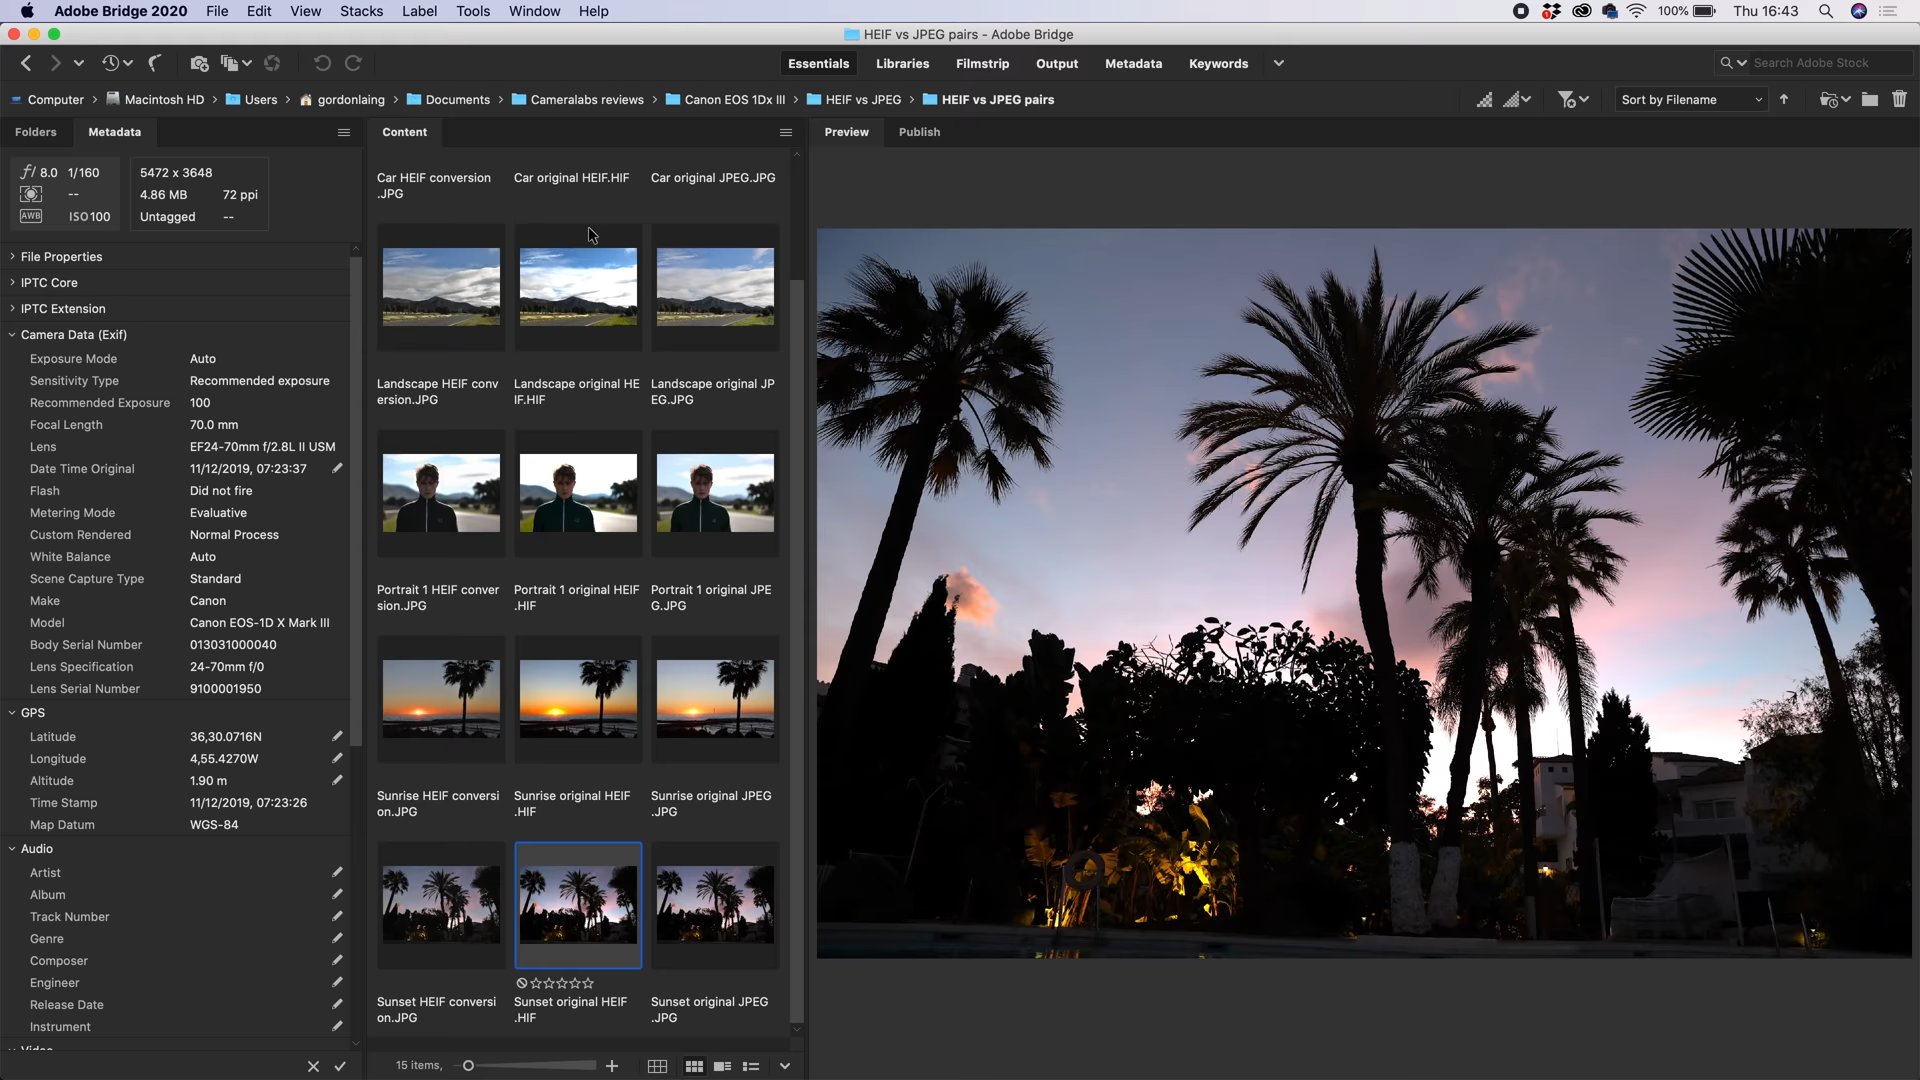 Adobe Bridge 2020 File Edit View Stacks Label Tools Window Help 100% Thu 16:43
HEIF vs JPEG pairs - Adobe Bridge
Essentials Libraries Filmstrip Output Metadata Keywords Search Adobe Stock
Computer Macintosh HD Users gordonlaing Documents Cameralabs reviews Canon EOS 1Dx III HEIF vs JPEG HEIF vs JPEG pairs Sort by Filename
Folders Metadata
f/ 8.0 1/160
--
AWB ISO100
5472 x 3648
4.86 MB 72 ppi
Untagged --
File Properties
IPTC Core
IPTC Extension
Camera Data (Exif)
Exposure Mode Auto
Sensitivity Type Recommended exposure
Recommended Exposure 100
Focal Length 70.0 mm
Lens EF24-70mm f/2.8L II USM
Date Time Original 11/12/2019, 07:23:37
Flash Did not fire
Metering Mode Evaluative
Custom Rendered Normal Process
White Balance Auto
Scene Capture Type Standard
Make Canon
Model Canon EOS-1D X Mark III
Body Serial Number 013031000040
Lens Specification 24-70mm f/0
Lens Serial Number 9100001950
GPS
Latitude 36,30.0716N
Longitude 4,55.4270W
Altitude 1.90 m
Time Stamp 11/12/2019, 07:23:26
Map Datum WGS-84
Audio
Artist
Album
Track Number
Genre
Composer
Engineer
Release Date
Instrument
Video
Content
Car HEIF conversion
.JPG
Car original HEIF.HIF
Car original JPEG.JPG
Landscape HEIF conv
ersion.JPG
Landscape original HE
IF.HIF
Landscape original JP
EG.JPG
Portrait 1 HEIF conver
sion.JPG
Portrait 1 original HEIF
.HIF
Portrait 1 original JPE
G.JPG
Sunrise HEIF conversi
on.JPG
Sunrise original HEIF
.HIF
Sunrise original JPEG
.JPG
Sunset HEIF conversi
on.JPG
Sunset original HEIF
.HIF
Sunset original JPEG
.JPG
15 items,
Preview Publish